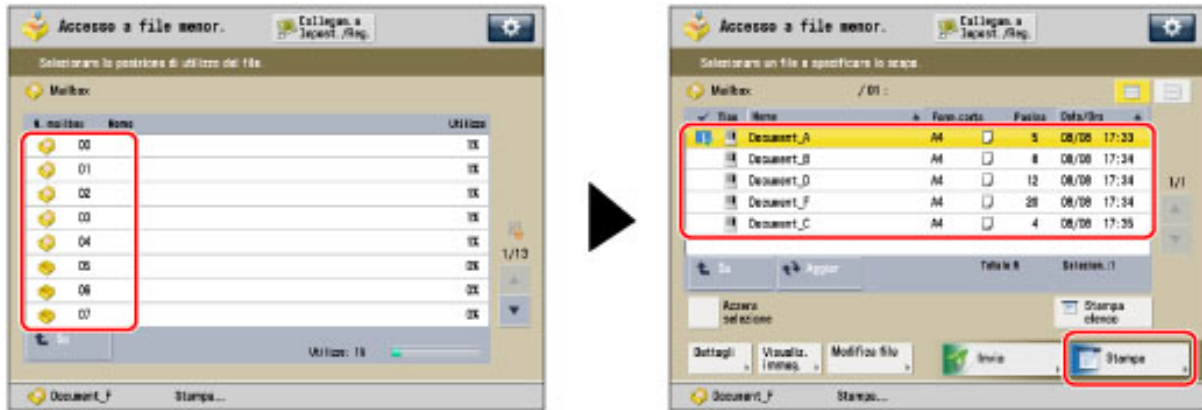 Accesso a file memor.
Collegam. a
Impost./Reg.
Selezionare la posizione di utilizzo del file.
Mailbox
N. mailbox Nome Utilizzo
00 1%
01 1%
02 1%
03 1%
04 1%
05 0%
06 0%
07 0%
1/13
Su
Utilizzo: 1%
Document_F Stampa...
Accesso a file memor.
Collegam. a
Impost./Reg.
Selezionare un file e specificare lo scopo.
Mailbox /01 :
Tipo Nome Form.carta Pagine Data/Ora
1 Document_A A4 5 08/08 17:33
Document_B A4 8 08/08 17:34
Document_D A4 12 08/08 17:34
Document_F A4 20 08/08 17:34
Document_C A4 4 08/08 17:35
1/1
Su Aggior Selezion.:1
Azzera
selezione
Stampa
elenco
Dettagli
Visualiz.
immag.
Modifica file
Invia
Stampa
Document_F Stampa...